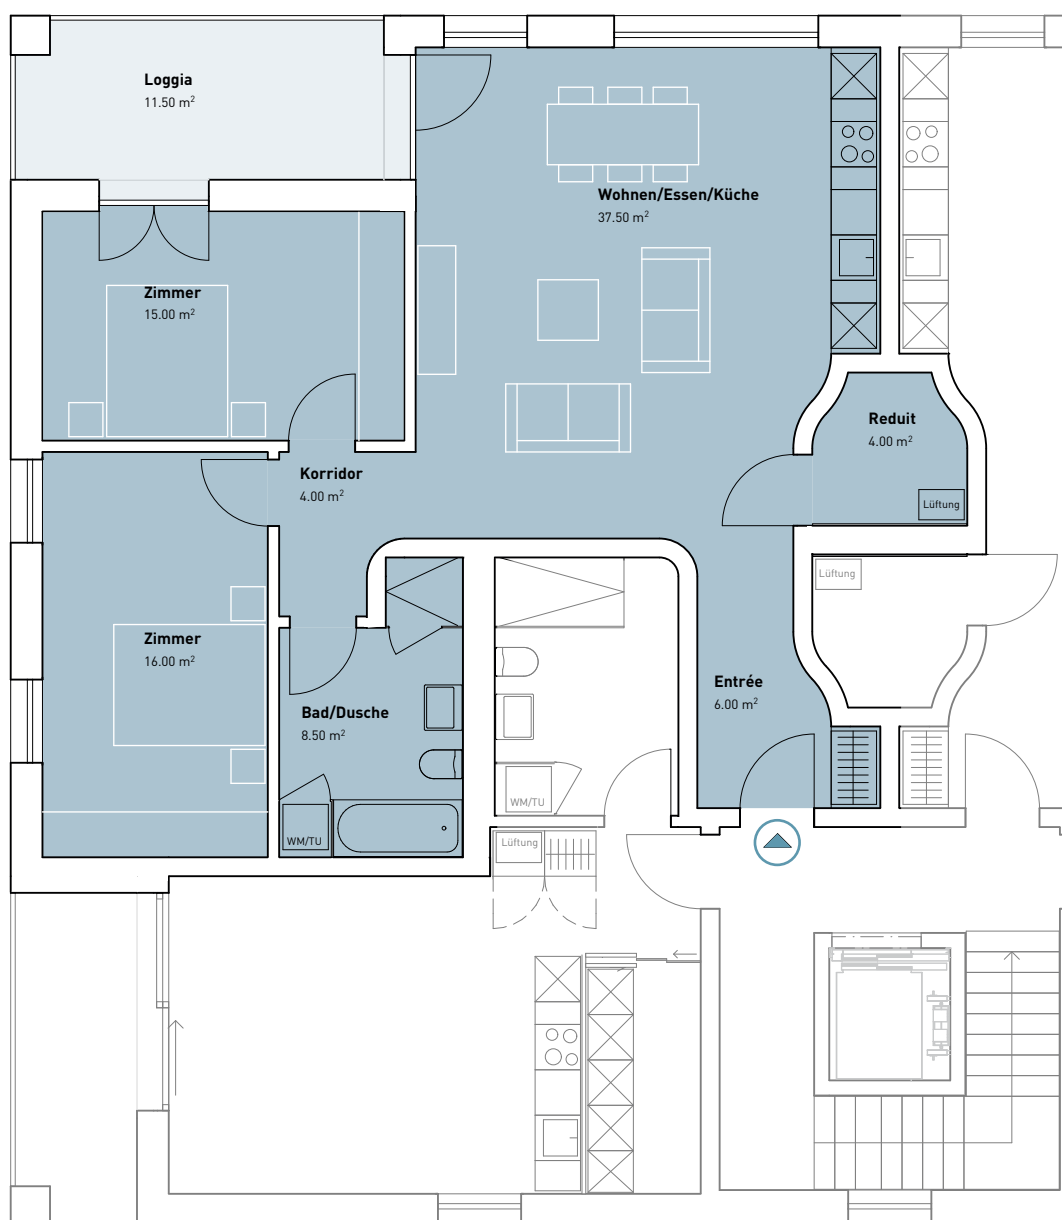 Loggia
11.50 m²
Wohnen/Essen/Küche
37.50 m²
Zimmer
15.00 m²
Reduit
4.00 m²
Korridor
4.00 m²
Lüftung
Lüftung
Zimmer
16.00 m²
Entrée
6.00 m²
Bad/Dusche
8.50 m²
WM/TU
WM/TU
Lüftung